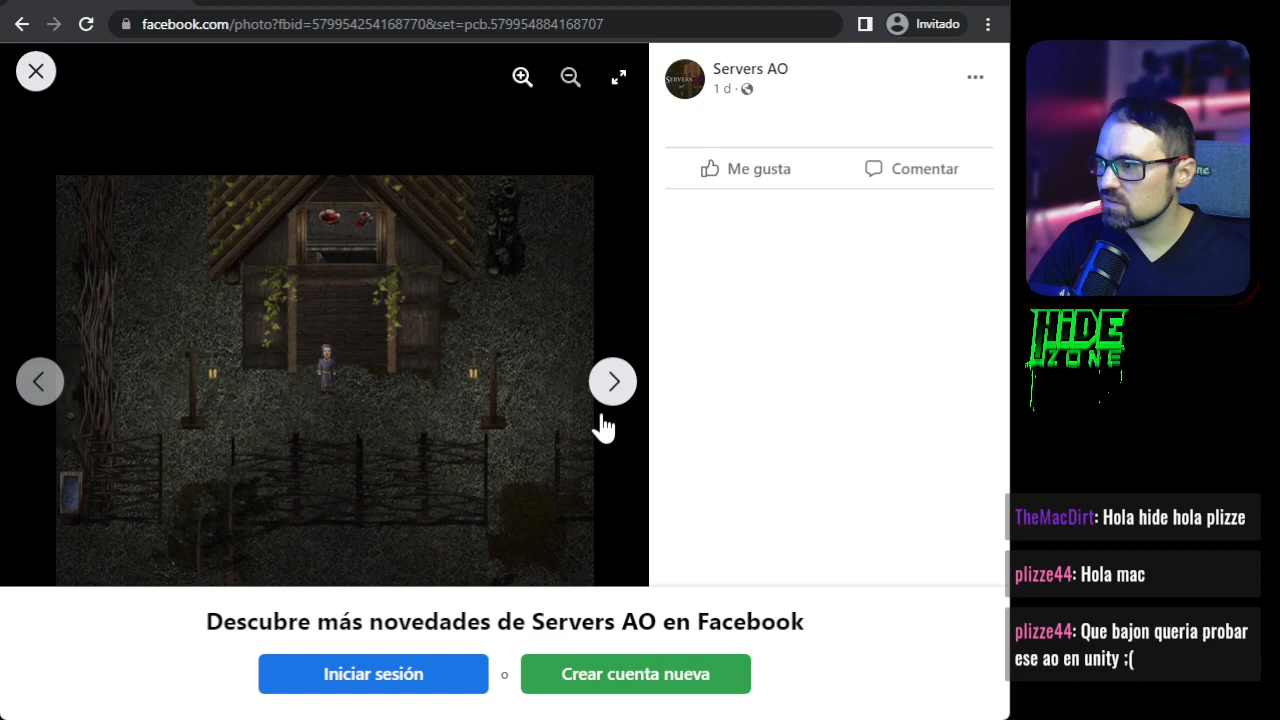 facebook.com/photo?fbid=579954254168770&set=pcb.579954884168707
Invitado
Servers AO
1 d ·
Me gusta
Comentar
Descubre más novedades de Servers AO en Facebook
Iniciar sesión
o
Crear cuenta nueva
HiDE
ZONE
TheMacDirt: Hola hide hola plizze
plizze44: Hola mac
plizze44: Que bajon queria probar
ese ao en unity ;(